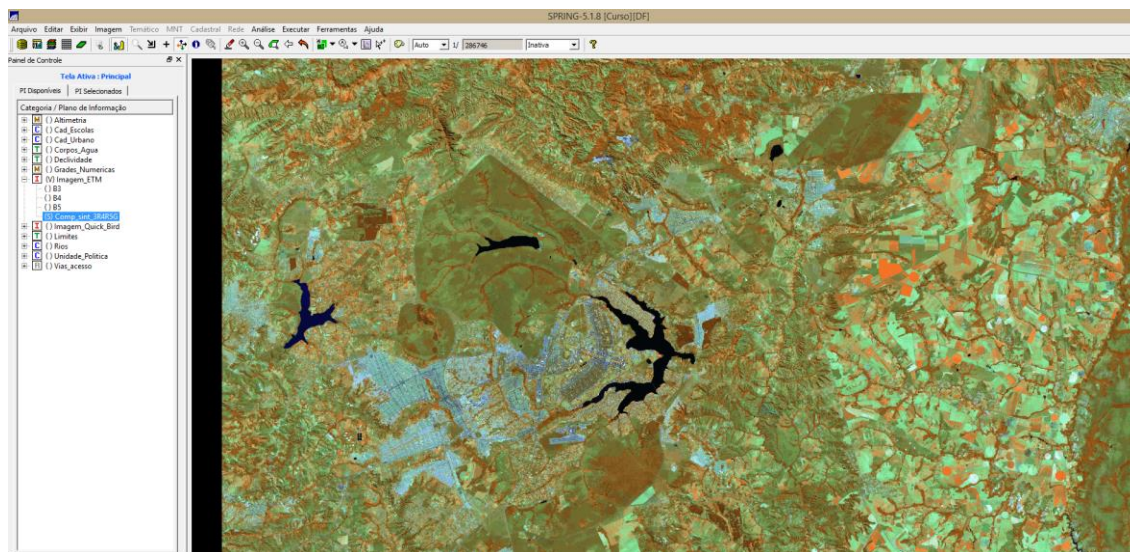 SPRING-5.1.8 [Curso][DF]
Arquivo Editar Exibir Imagem Temático MNT Cadastral Rede Análise Executar Ferramentas Ajuda
Auto 1/ 286746 Inativa
Painel de Controle
Tela Ativa : Principal
PI Disponíveis PI Selecionados
Categoria / Plano de Informação
M () Altimetria
C () Cad_Escolas
C () Cad_Urbano
T () Corpos_Agua
T () Declividade
M () Grades_Numericas
I (V) Imagem_ETM
() B3
() B4
() B5
(S) Comp_sint_3R4R5G
I () Imagem_Quick_Bird
T () Limites
C () Rios
C () Unidade_Politica
() Vias_acesso